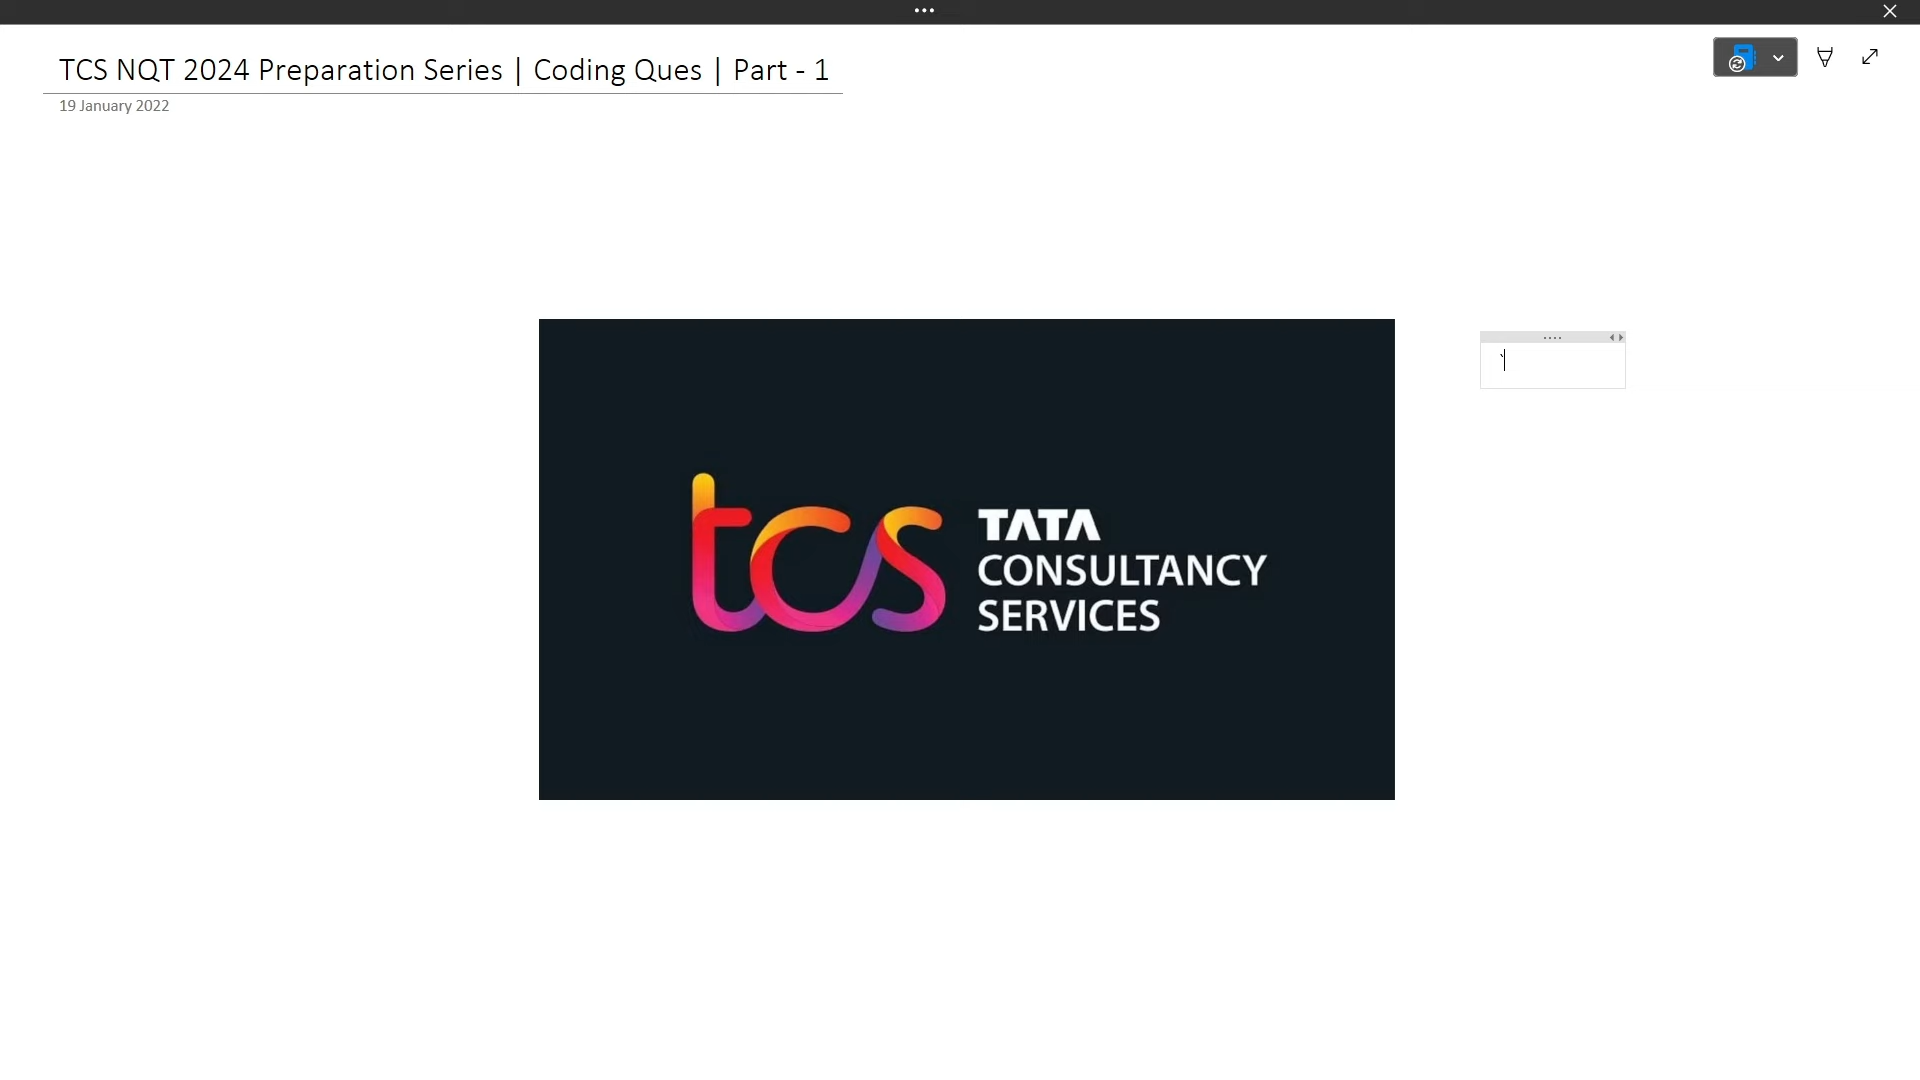 TCS NQT 2024 Preparation Series | Coding Ques | Part - 1
19 January 2022
tcs
TATA
CONSULTANCY
SERVICES
`